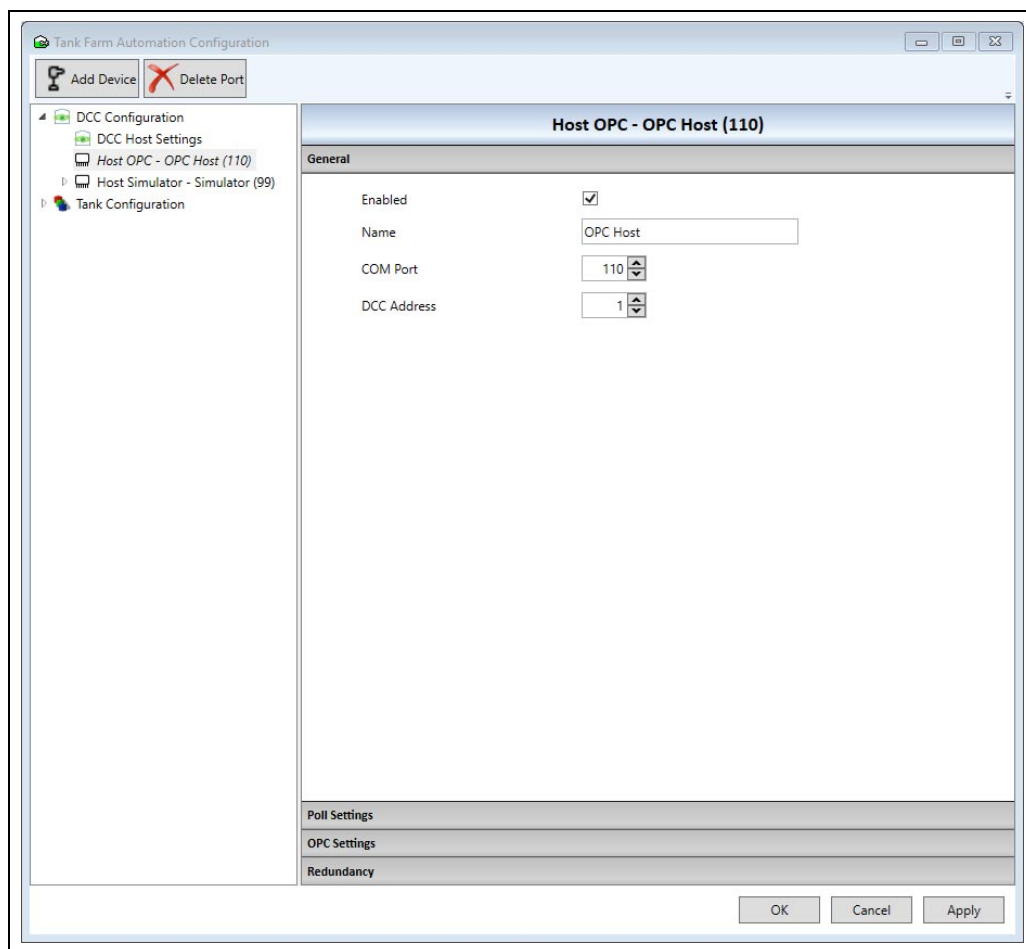 Tank Farm Automation Configuration
Add Device Delete Port
DCC Configuration
DCC Host Settings
Host OPC - OPC Host (110)
Host Simulator - Simulator (99)
Tank Configuration
Host OPC - OPC Host (110)
General
Enabled
Name OPC Host
COM Port 110
DCC Address 1
Poll Settings
OPC Settings
Redundancy
OK Cancel Apply